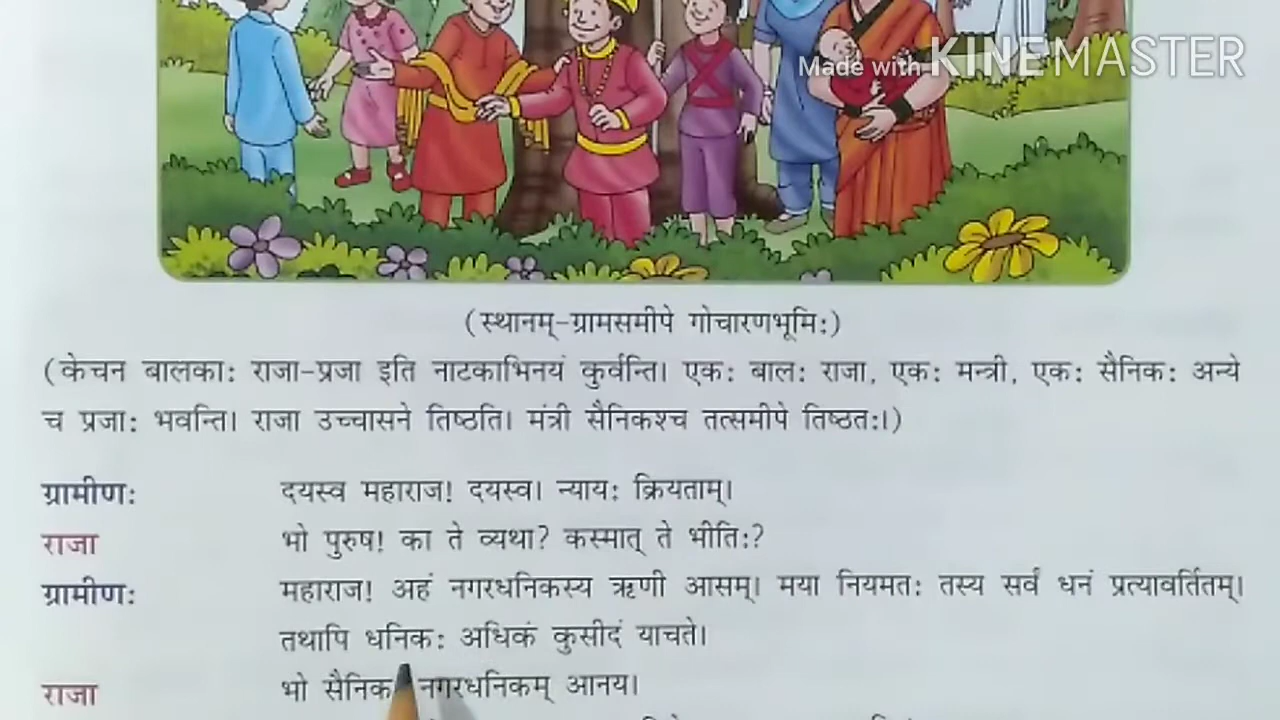 Made with KINEMASTER
(स्थानम्-ग्रामसमीपे गोचारणभूमिः)
(केचन बालकाः राजा-प्रजा इति नाटकाभिनयं कुर्वन्ति। एकः बालः राजा, एकः मन्त्री, एकः सैनिकः अन्ये
च प्रजाः भवन्ति। राजा उच्चासने तिष्ठति। मंत्री सैनिकश्च तत्समीपे तिष्ठतः।)
ग्रामीणः दयस्व महाराज! दयस्व। न्यायः क्रियताम्।
राजा भो पुरुष! का ते व्यथा? कस्मात् ते भीतिः?
ग्रामीणः महाराज! अहं नगरधनिकस्य ऋणी आसम्। मया नियमतः तस्य सर्वं धनं प्रत्यावर्तितम्।
तथापि धनिकः अधिकं कुसीदं याचते।
राजा भो सैनिक नगरधनिकम् आनय।